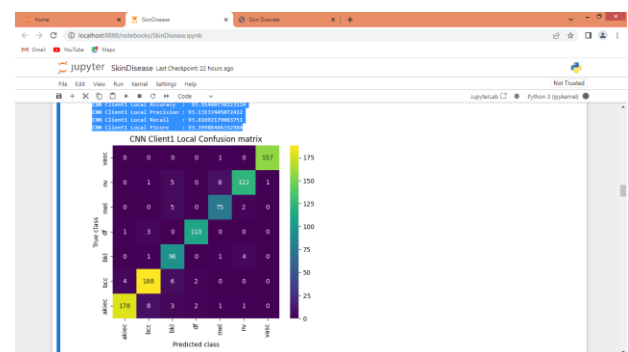 Home
SkinDisease
Skin Disorder
localhost:8888/notebooks/SkinDisease.ipynb
Gmail YouTube Maps
jupyter SkinDisease Last Checkpoint: 22 hours ago
File Edit View Run Kernel Settings Help Not Trusted
Code JupyterLab Python 3 (ipykernel)
CNN Client1 Local Accuracy :
CNN Client1 Local Precision :
CNN Client1 Local Recall :
CNN Client1 Local FScore :
CNN Client1 Local Confusion matrix
True class
vasc 0 0 0 0 1 0 157
nv 0 1 5 0 8 122 1
mel 0 0 5 0 75 2 0
df 1 3 0 110 0 0 0
bkl 0 1 96 0 1 4 0
bcc 4 188 6 2 0 0 0
akiec 178 8 3 2 1 1 0
akiec bcc bkl df mel nv vasc
Predicted class
175
150
125
100
75
50
25
0